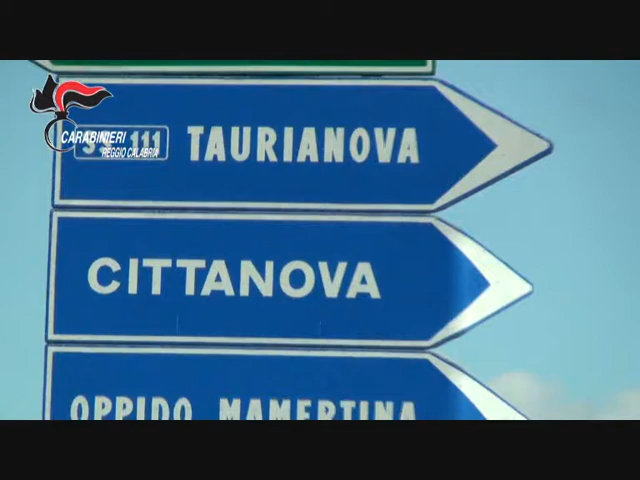 CARABINIERI
REGGIO CALABRIA
111 TAURIANOVA
CITTANOVA
OPPIDO MAMERTINA